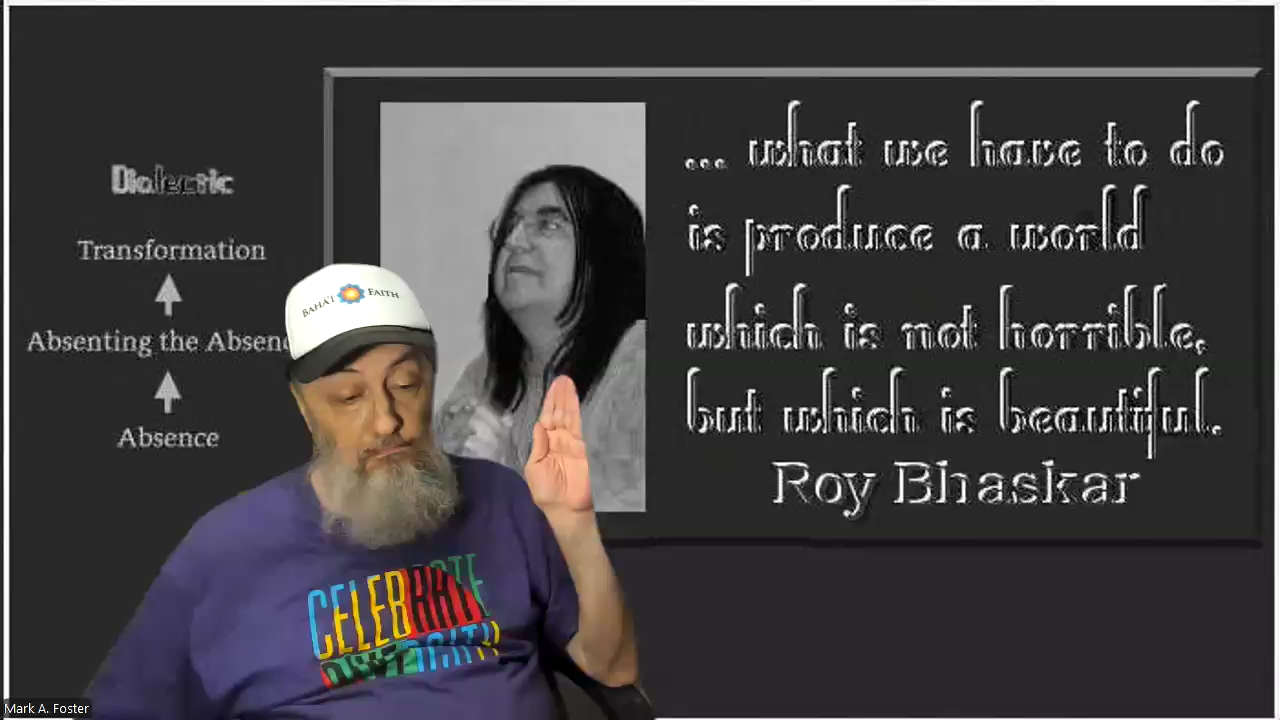 Dialectic
Transformation
Absenting the Absenc
Absence
... what we have to do
is produce a world
which is not horrible,
but which is beautiful.
Roy Bhaskar
BAHÁ'Í FAITH
CELEBRATE
DIVERSITY
Mark A. Foster